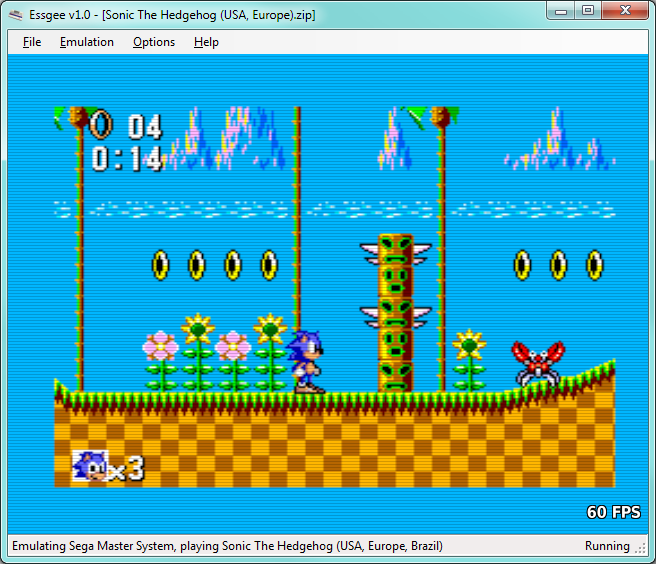 Essgee v1.0 - [Sonic The Hedgehog (USA, Europe).zip]
File Emulation Options Help
04
0:14
×3
60 FPS
Emulating Sega Master System, playing Sonic The Hedgehog (USA, Europe, Brazil) Running